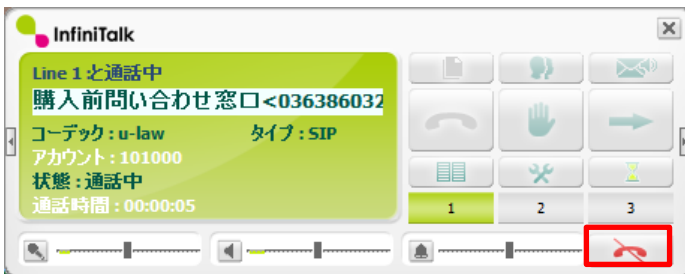 InfiniTalk
Line 1 と通話中
購入前問い合わせ窓口<036386032
コーデック : u-law タイプ : SIP
アカウント : 101000
状態 : 通話中
通話時間 : 00:00:05
1 2 3